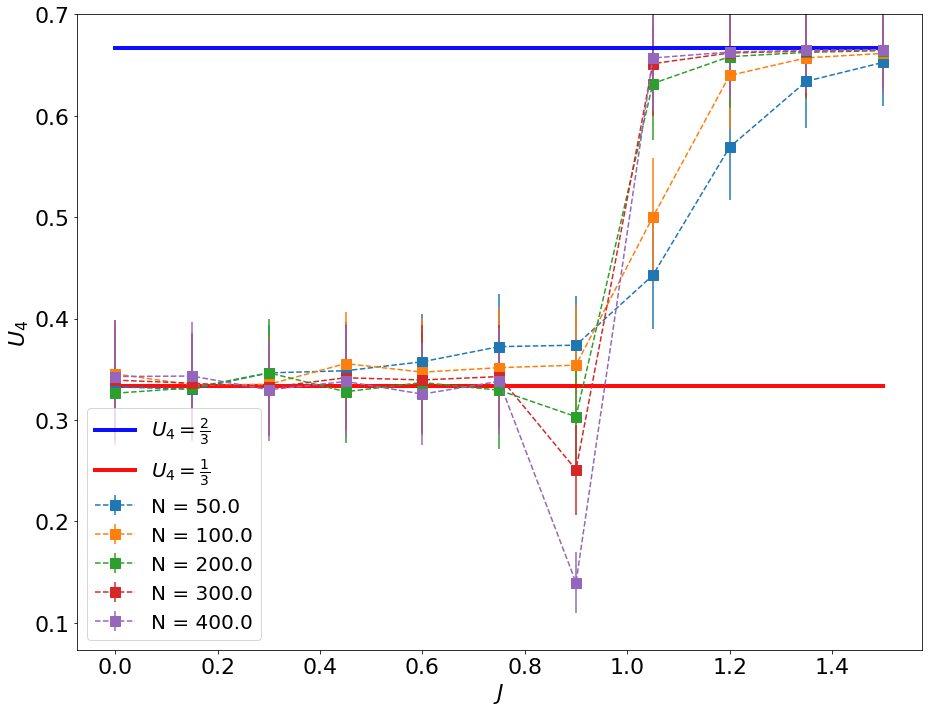 0.7
0.6
0.5
0.4
0.3
0.2
0.1
U₄
U₄ = 2/3
U₄ = 1/3
N = 50.0
N = 100.0
N = 200.0
N = 300.0
N = 400.0
0.0 0.2 0.4 0.6 0.8 1.0 1.2 1.4
J